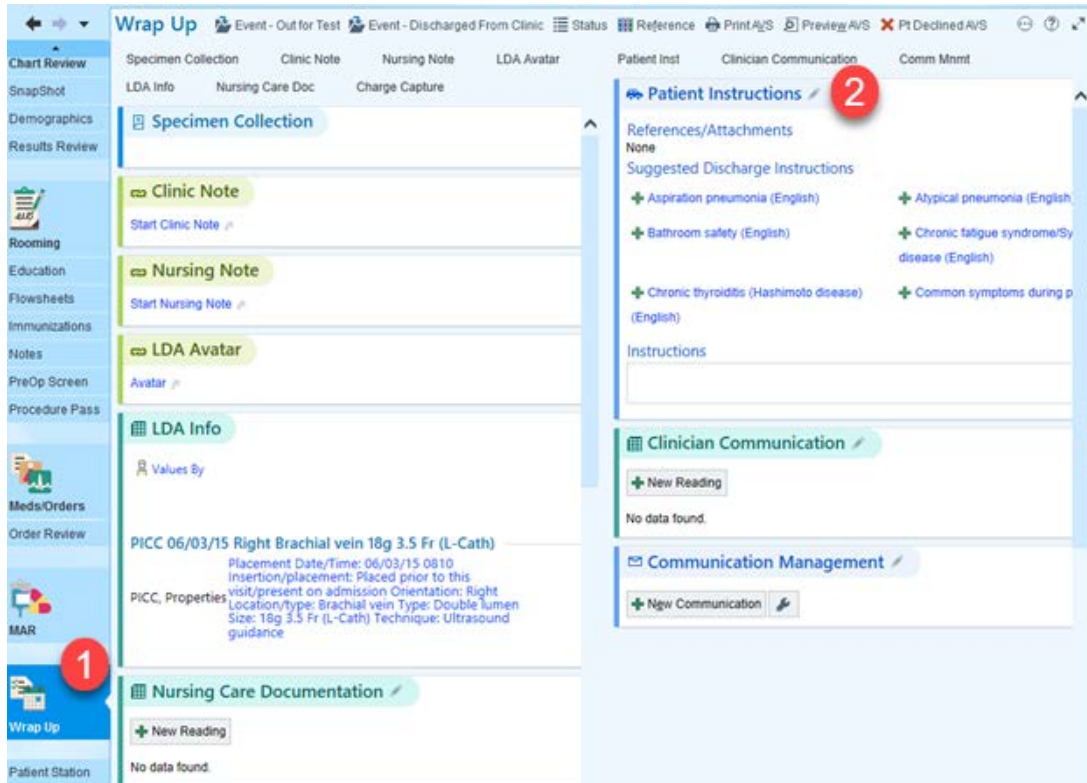 Wrap Up Event - Out for Test Event - Discharged From Clinic Status Reference Print AVS Preview AVS Pt Declined AVS
Chart Review
SnapShot
Demographics
Results Review
Rooming
Education
Flowsheets
Immunizations
Notes
PreOp Screen
Procedure Pass
Meds/Orders
Order Review
MAR
1
Wrap Up
Patient Station
Specimen Collection Clinic Note Nursing Note LDA Avatar
LDA Info Nursing Care Doc Charge Capture
Specimen Collection
Clinic Note
Start Clinic Note
Nursing Note
Start Nursing Note
LDA Avatar
Avatar
LDA Info
Values By
PICC 06/03/15 Right Brachial vein 18g 3.5 Fr (L-Cath)
PICC, Properties
Placement Date/Time: 06/03/15 0810
Insertion/placement: Placed prior to this
visit/present on admission Orientation: Right
Location/type: Brachial vein Type: Double lumen
Size: 18g 3.5 Fr (L-Cath) Technique: Ultrasound
guidance
Nursing Care Documentation
New Reading
No data found.
Patient Inst Clinician Communication Comm Mnmt
Patient Instructions 2
References/Attachments
None
Suggested Discharge Instructions
Aspiration pneumonia (English) Atypical pneumonia (English
Bathroom safety (English) Chronic fatigue syndrome/Sy
disease (English)
Chronic thyroiditis (Hashimoto disease) Common symptoms during p
(English)
Instructions
Clinician Communication
New Reading
No data found.
Communication Management
New Communication